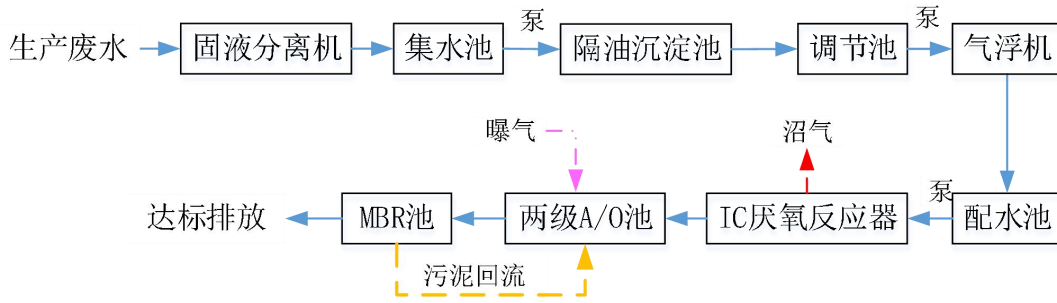 泵
泵
生产废水
固液分离机
集水池
隔油沉淀池
调节池
气浮机
曝气
沼气
泵
达标排放
MBR池
两级A/O池
IC厌氧反应器
配水池
污泥回流